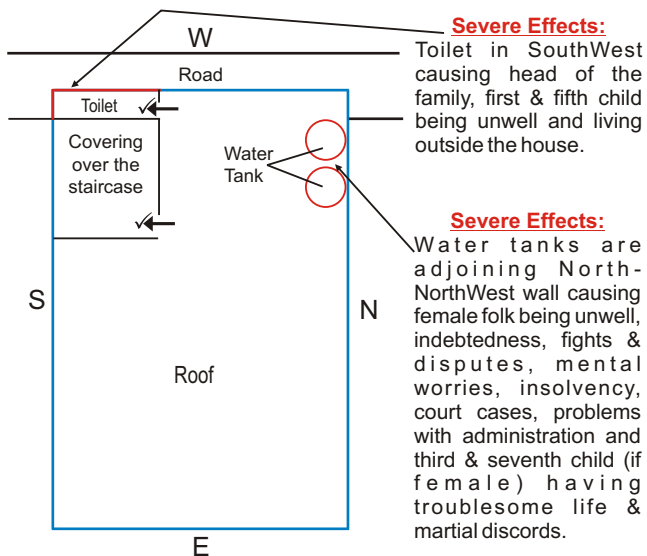 W
Road
Toilet
Covering
over the
staircase
Water
Tank
S
N
Roof
E
Severe Effects:
Toilet in SouthWest
causing head of the
family, first & fifth child
being unwell and living
outside the house.
Severe Effects:
Water tanks are
adjoining North-
NorthWest wall causing
female folk being unwell,
indebtedness, fights &
disputes, mental
worries, insolvency,
court cases, problems
with administration and
third & seventh child (if
female) having
troublesome life &
martial discords.